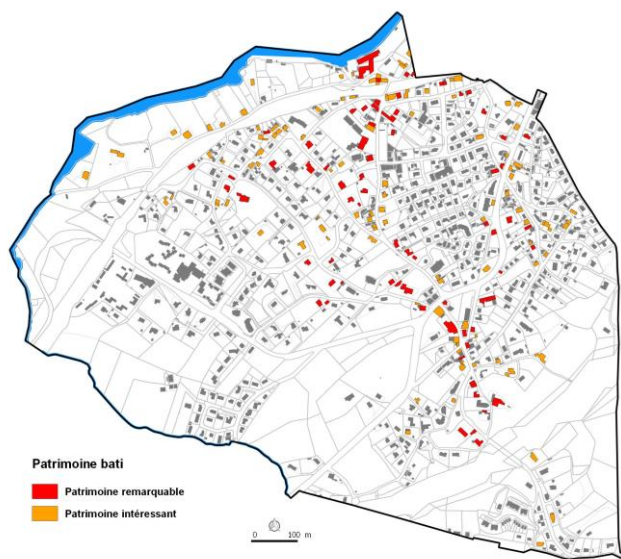 Patrimoine bati
Patrimoine remarquable
Patrimoine intéressant
0 100 m